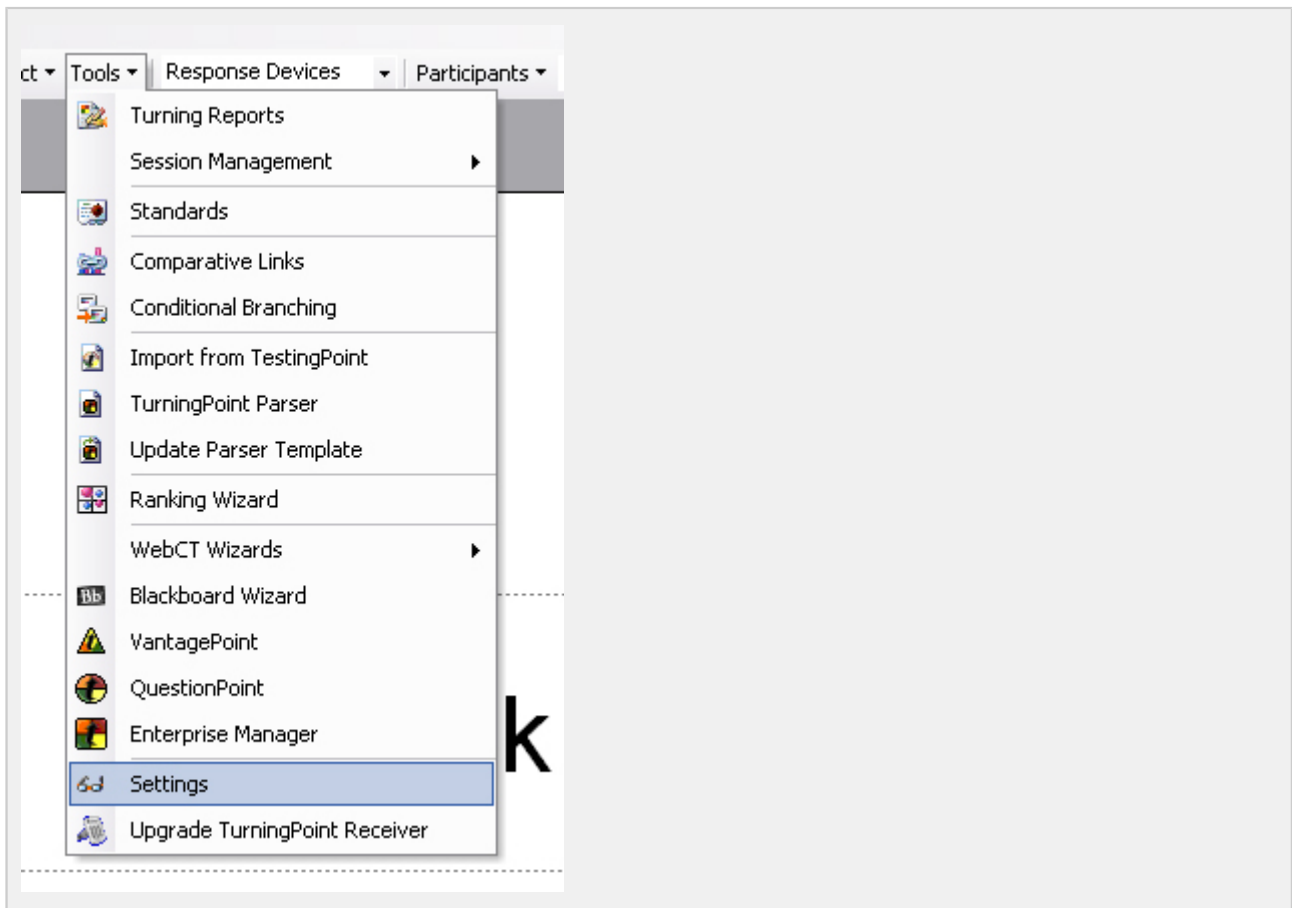 ct Tools Response Devices Participants
Turning Reports
Session Management
Standards
Comparative Links
Conditional Branching
Import from TestingPoint
TurningPoint Parser
Update Parser Template
Ranking Wizard
WebCT Wizards
Bb Blackboard Wizard
VantagePoint
QuestionPoint
Enterprise Manager
k
Settings
Upgrade TurningPoint Receiver